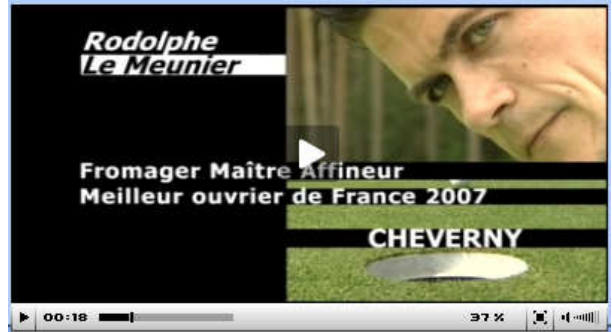 Rodolphe
Le Meunier
Fromager Maître Affineur
Meilleur ouvrier de France 2007
CHEVERNY
00:18
37%